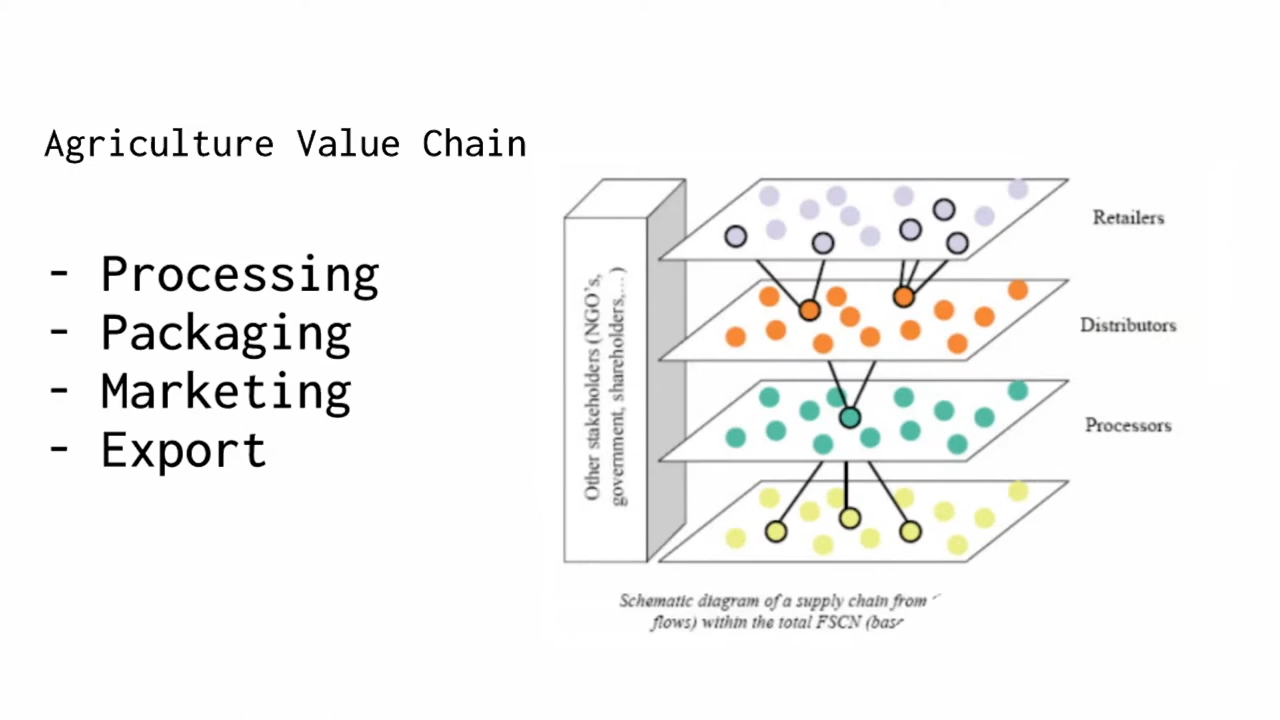 Agriculture Value Chain
- Processing
- Packaging
- Marketing
- Export
Other stakeholders (NGO's,
government, shareholders,...)
Retailers
Distributors
Processors
Schematic diagram of a supply chain from
flows) within the total FSCN